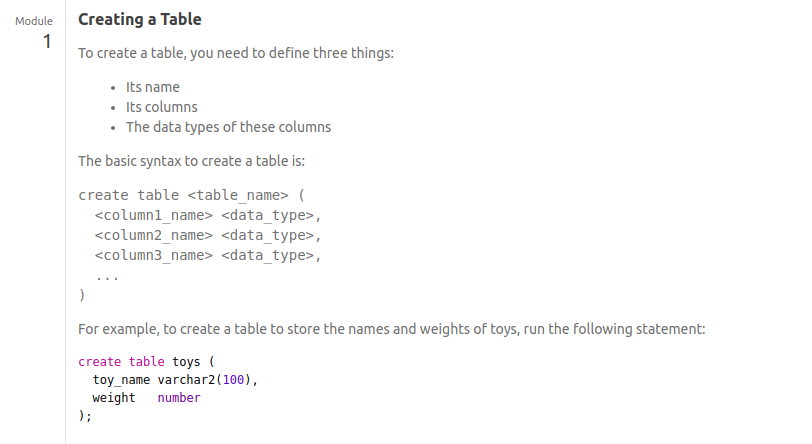 Module
1
Creating a Table
To create a table, you need to define three things:
• Its name
• Its columns
• The data types of these columns
The basic syntax to create a table is:
create table <table_name> (
  <column1_name> <data_type>,
  <column2_name> <data_type>,
  <column3_name> <data_type>,
  ...
)
For example, to create a table to store the names and weights of toys, run the following statement:
create table toys (
  toy_name varchar2(100),
  weight   number
);